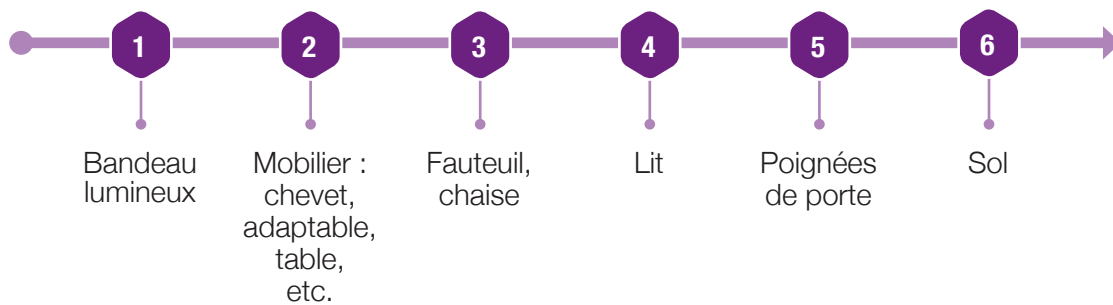 1
2
3
4
5
6
Bandeau
lumineux
Mobilier :
chevet,
adaptable,
table,
etc.
Fauteuil,
chaise
Lit
Poignées
de porte
Sol